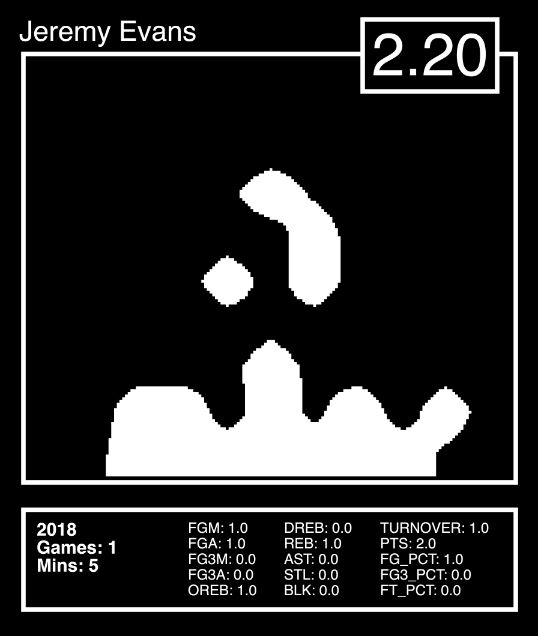 Jeremy Evans
2.20
2018
Games: 1
Mins: 5
FGM: 1.0
FGA: 1.0
FG3M: 0.0
FG3A: 0.0
OREB: 1.0
DREB: 0.0
REB: 1.0
AST: 0.0
STL: 0.0
BLK: 0.0
TURNOVER: 1.0
PTS: 2.0
FG_PCT: 1.0
FG3_PCT: 0.0
FT_PCT: 0.0